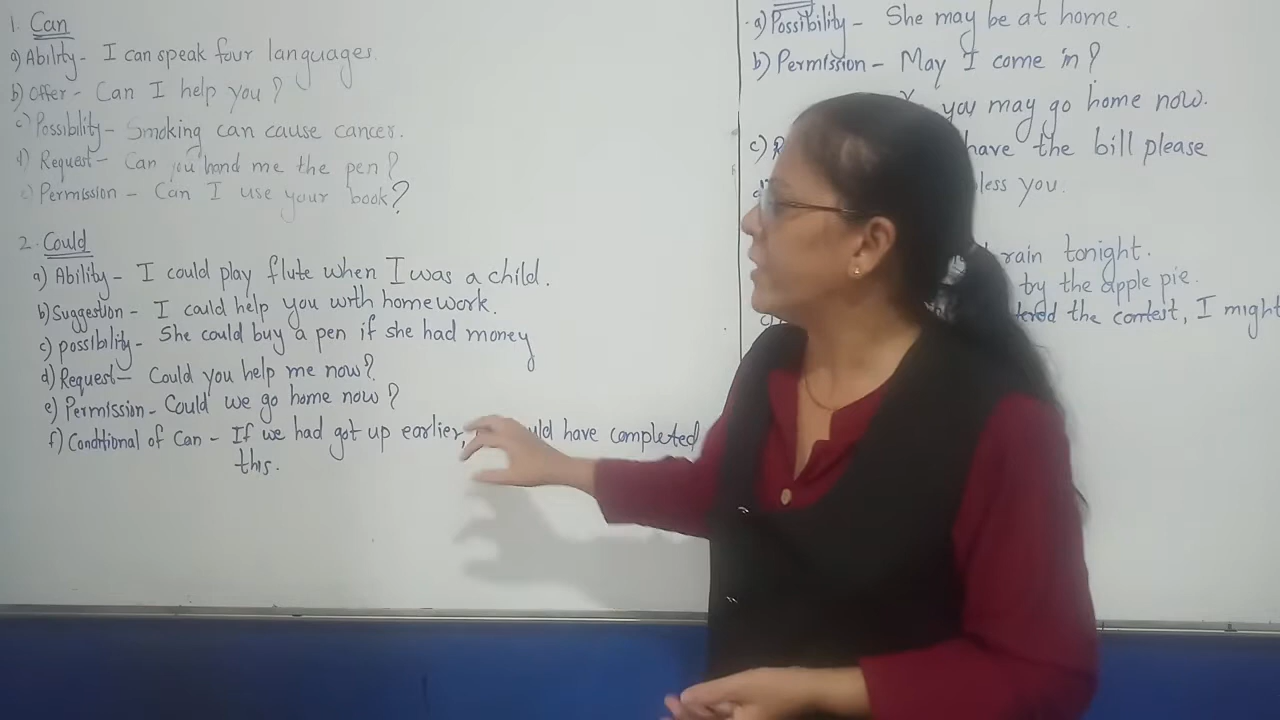 1. Can
a) Ability - I can speak four languages.
b) Offer - Can I help you?
c) Possibility - Smoking can cause cancer.
d) Request - Can you hand me the pen?
e) Permission - Can I use your book?
2. Could
a) Ability - I could play flute when I was a child.
b) Suggestion - I could help you with homework.
c) possibility - She could buy a pen if she had money
d) Request - Could you help me now?
e) Permission - Could we go home now?
f) Conditional of Can - If we had got up earlier, have completed
this.
a) Possibility - She may be at home.
b) Permission - May I come in?
you may go home now.
c) have the bill please
less you.
rain tonight.
try the apple pie.
the contest, I might